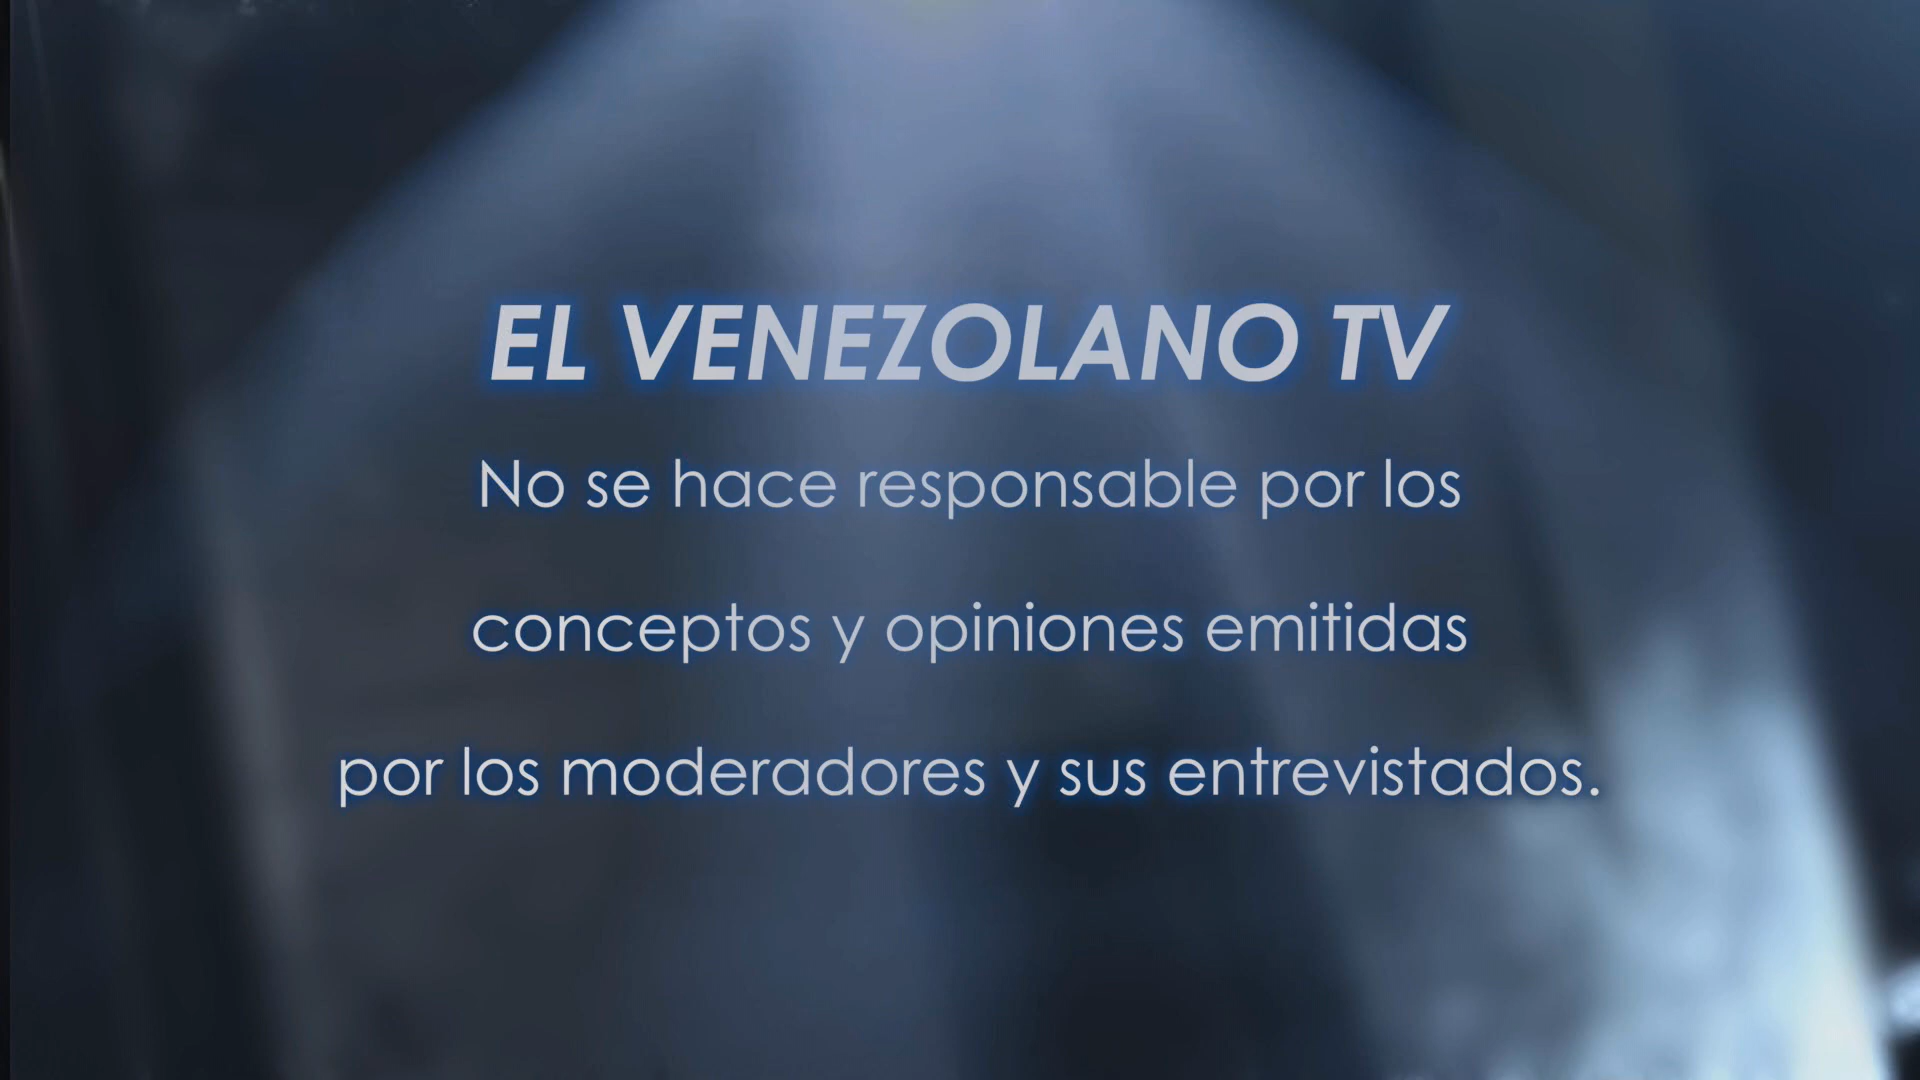 EL VENEZOLANO TV
No se hace responsable por los
conceptos y opiniones emitidas
por los moderadores y sus entrevistados.